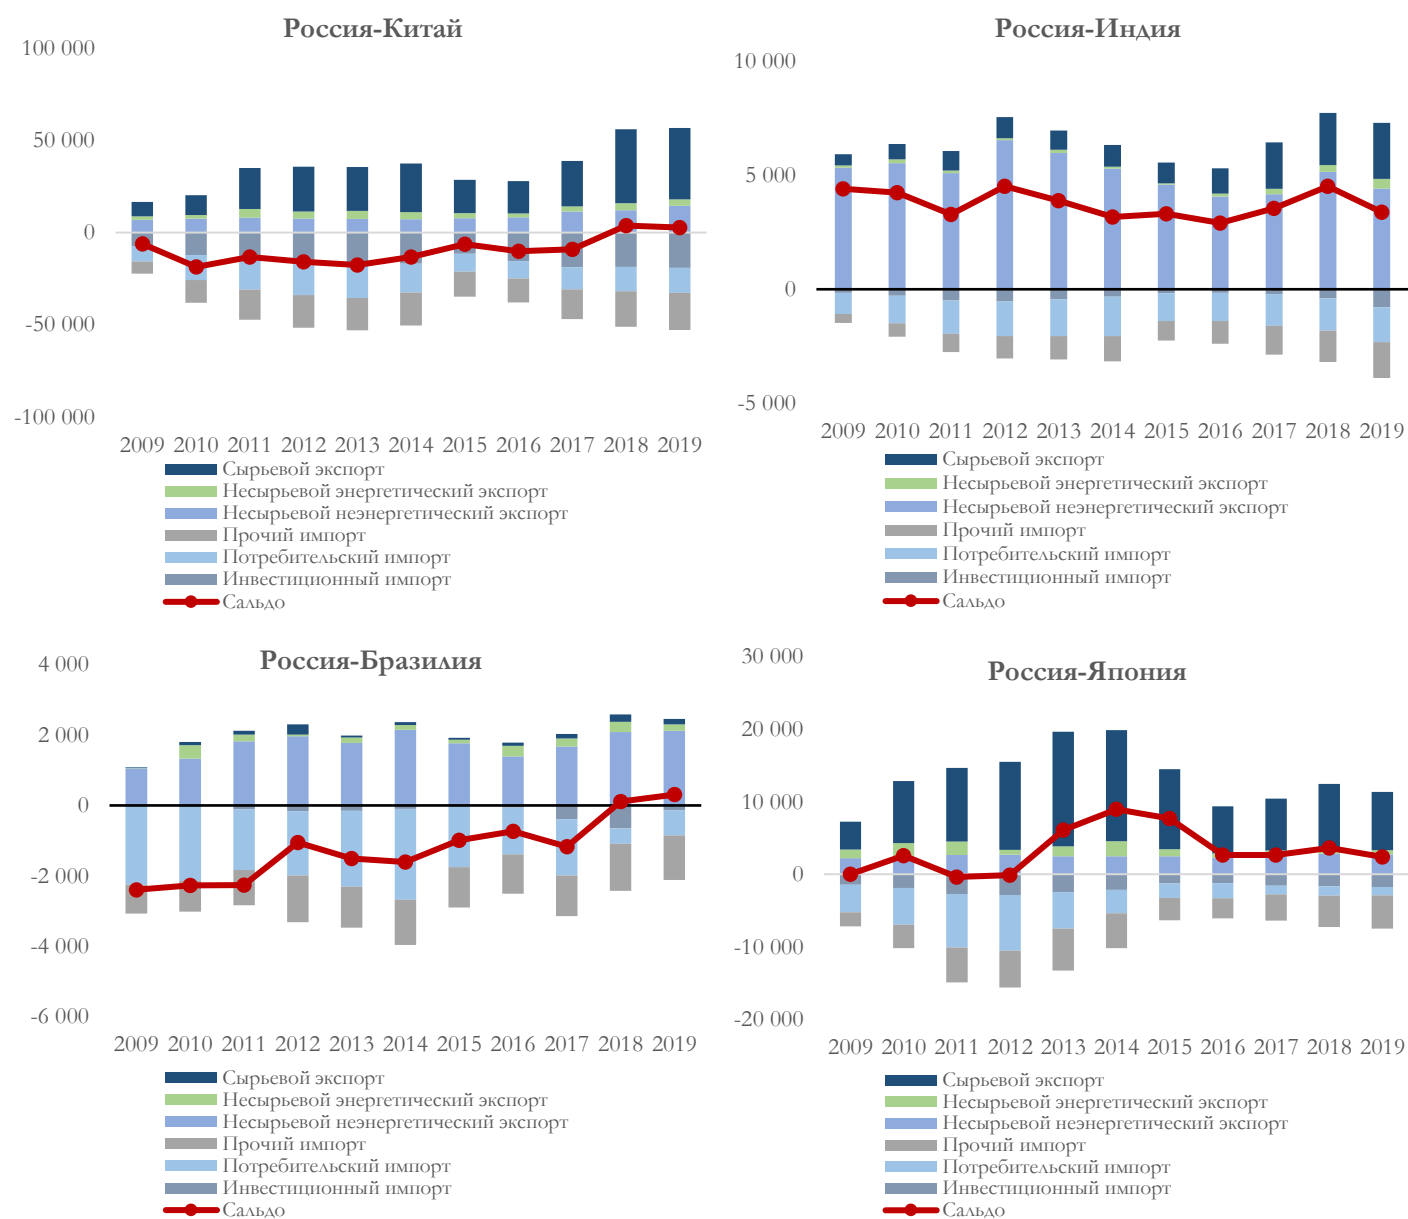 Россия-Китай
100 000
50 000
0
-50 000
-100 000
2009 2010 2011 2012 2013 2014 2015 2016 2017 2018 2019
Сырьевой экспорт
Несырьевой энергетический экспорт
Несырьевой неэнергетический экспорт
Прочий импорт
Потребительский импорт
Инвестиционный импорт
Сальдо
Россия-Индия
10 000
5 000
0
-5 000
2009 2010 2011 2012 2013 2014 2015 2016 2017 2018 2019
Сырьевой экспорт
Несырьевой энергетический экспорт
Несырьевой неэнергетический экспорт
Прочий импорт
Потребительский импорт
Инвестиционный импорт
Сальдо
Россия-Бразилия
4 000
2 000
0
-2 000
-4 000
-6 000
2009 2010 2011 2012 2013 2014 2015 2016 2017 2018 2019
Сырьевой экспорт
Несырьевой энергетический экспорт
Несырьевой неэнергетический экспорт
Прочий импорт
Потребительский импорт
Инвестиционный импорт
Сальдо
Россия-Япония
30 000
20 000
10 000
0
-10 000
-20 000
2009 2010 2011 2012 2013 2014 2015 2016 2017 2018 2019
Сырьевой экспорт
Несырьевой энергетический экспорт
Несырьевой неэнергетический экспорт
Прочий импорт
Потребительский импорт
Инвестиционный импорт
Сальдо